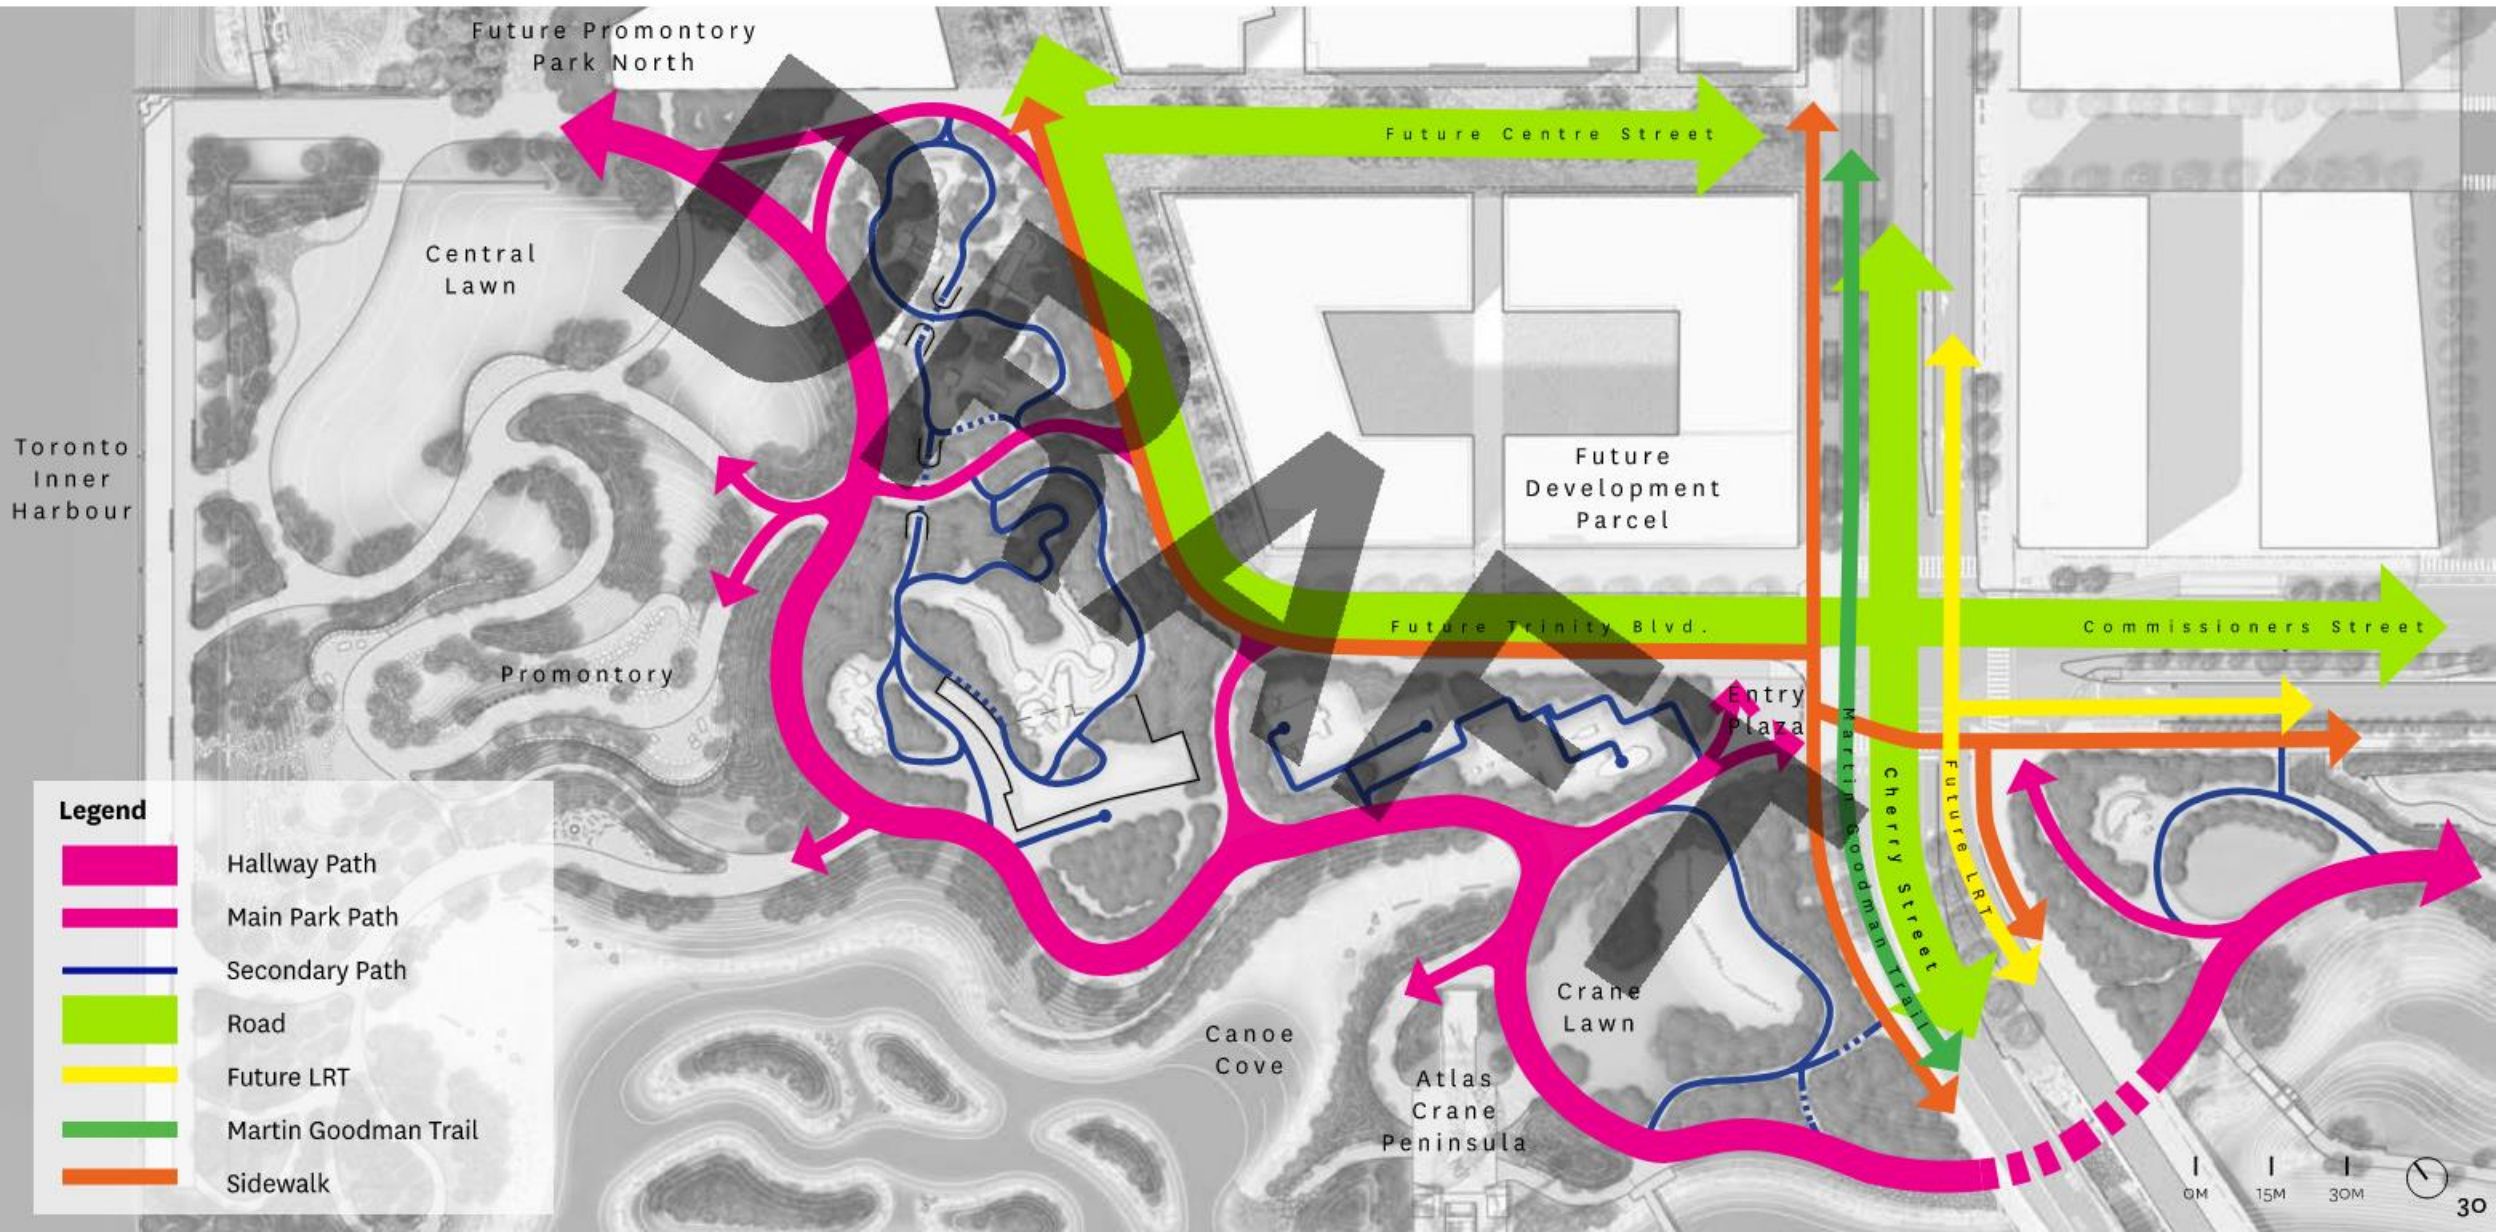 Future Promontory
Park North
Future Centre Street
Central
Lawn
Toronto
Inner
Harbour
Future
Development
Parcel
Future Trinity Blvd.
Commissioners Street
Promontory
Entry
Plaza
Martin Goodman Trail
Cherry Street
Future LRT
Crane
Lawn
Canoe
Cove
Atlas
Crane
Peninsula
DRAFT
Legend
Hallway Path
Main Park Path
Secondary Path
Road
Future LRT
Martin Goodman Trail
Sidewalk
0M 15M 30M
30